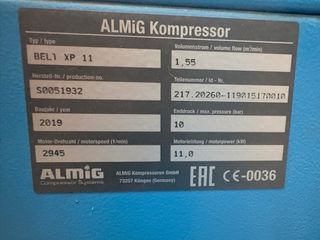 ALMiG Kompressor
Typ / type
BEL1 XP 11
Volumenstrom / volume flow (m³/min)
1,55
Herstell-Nr. / production-no.
S0051932
Teilenummer / Id - Nr.
217.20260-119015170010
Baujahr / year
2019
Enddruck / max. pressure (bar)
10
Motor-Drehzahl / motorspeed (1/min)
2945
Motorleistung / motorpower (kW)
11,0
ALMiG
Compressor Systems
ALMiG Kompressoren GmbH
73257 Köngen (Germany)
EAC CE-0036